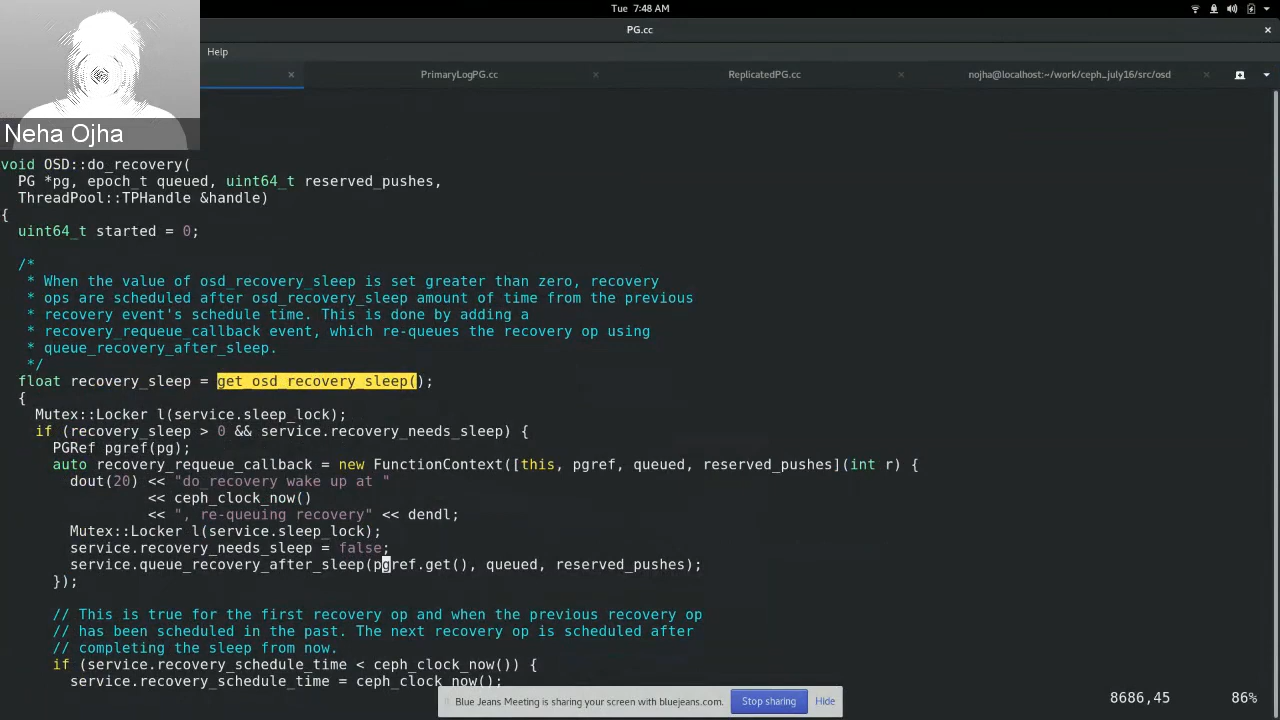 Tue 7:48 AM
PG.cc
Help
PrimaryLogPG.cc
ReplicatedPG.cc
nojha@localhost:~/work/ceph_july16/src/osd
Neha Ojha
void OSD::do_recovery(
  PG *pg, epoch_t queued, uint64_t reserved_pushes,
  ThreadPool::TPHandle &handle)
{
  uint64_t started = 0;
  /*
   * When the value of osd_recovery_sleep is set greater than zero, recovery
   * ops are scheduled after osd_recovery_sleep amount of time from the previous
   * recovery event's schedule time. This is done by adding a
   * recovery_requeue_callback event, which re-queues the recovery op using
   * queue_recovery_after_sleep.
   */
  float recovery_sleep = get_osd_recovery_sleep();
  {
    Mutex::Locker l(service.sleep_lock);
    if (recovery_sleep > 0 && service.recovery_needs_sleep) {
      PGRef pgref(pg);
      auto recovery_requeue_callback = new FunctionContext([this, pgref, queued, reserved_pushes](int r) {
        dout(20) << "do_recovery wake up at "
                 << ceph_clock_now()
                 << ", re-queuing recovery" << dendl;
        Mutex::Locker l(service.sleep_lock);
        service.recovery_needs_sleep = false;
        service.queue_recovery_after_sleep(pgref.get(), queued, reserved_pushes);
      });
      // This is true for the first recovery op and when the previous recovery op
      // has been scheduled in the past. The next recovery op is scheduled after
      // completing the sleep from now.
      if (service.recovery_schedule_time < ceph_clock_now()) {
        service.recovery_schedule_time = ceph_clock_now();
Blue Jeans Meeting is sharing your screen with bluejeans.com.
Stop sharing
Hide
8686,45
86%